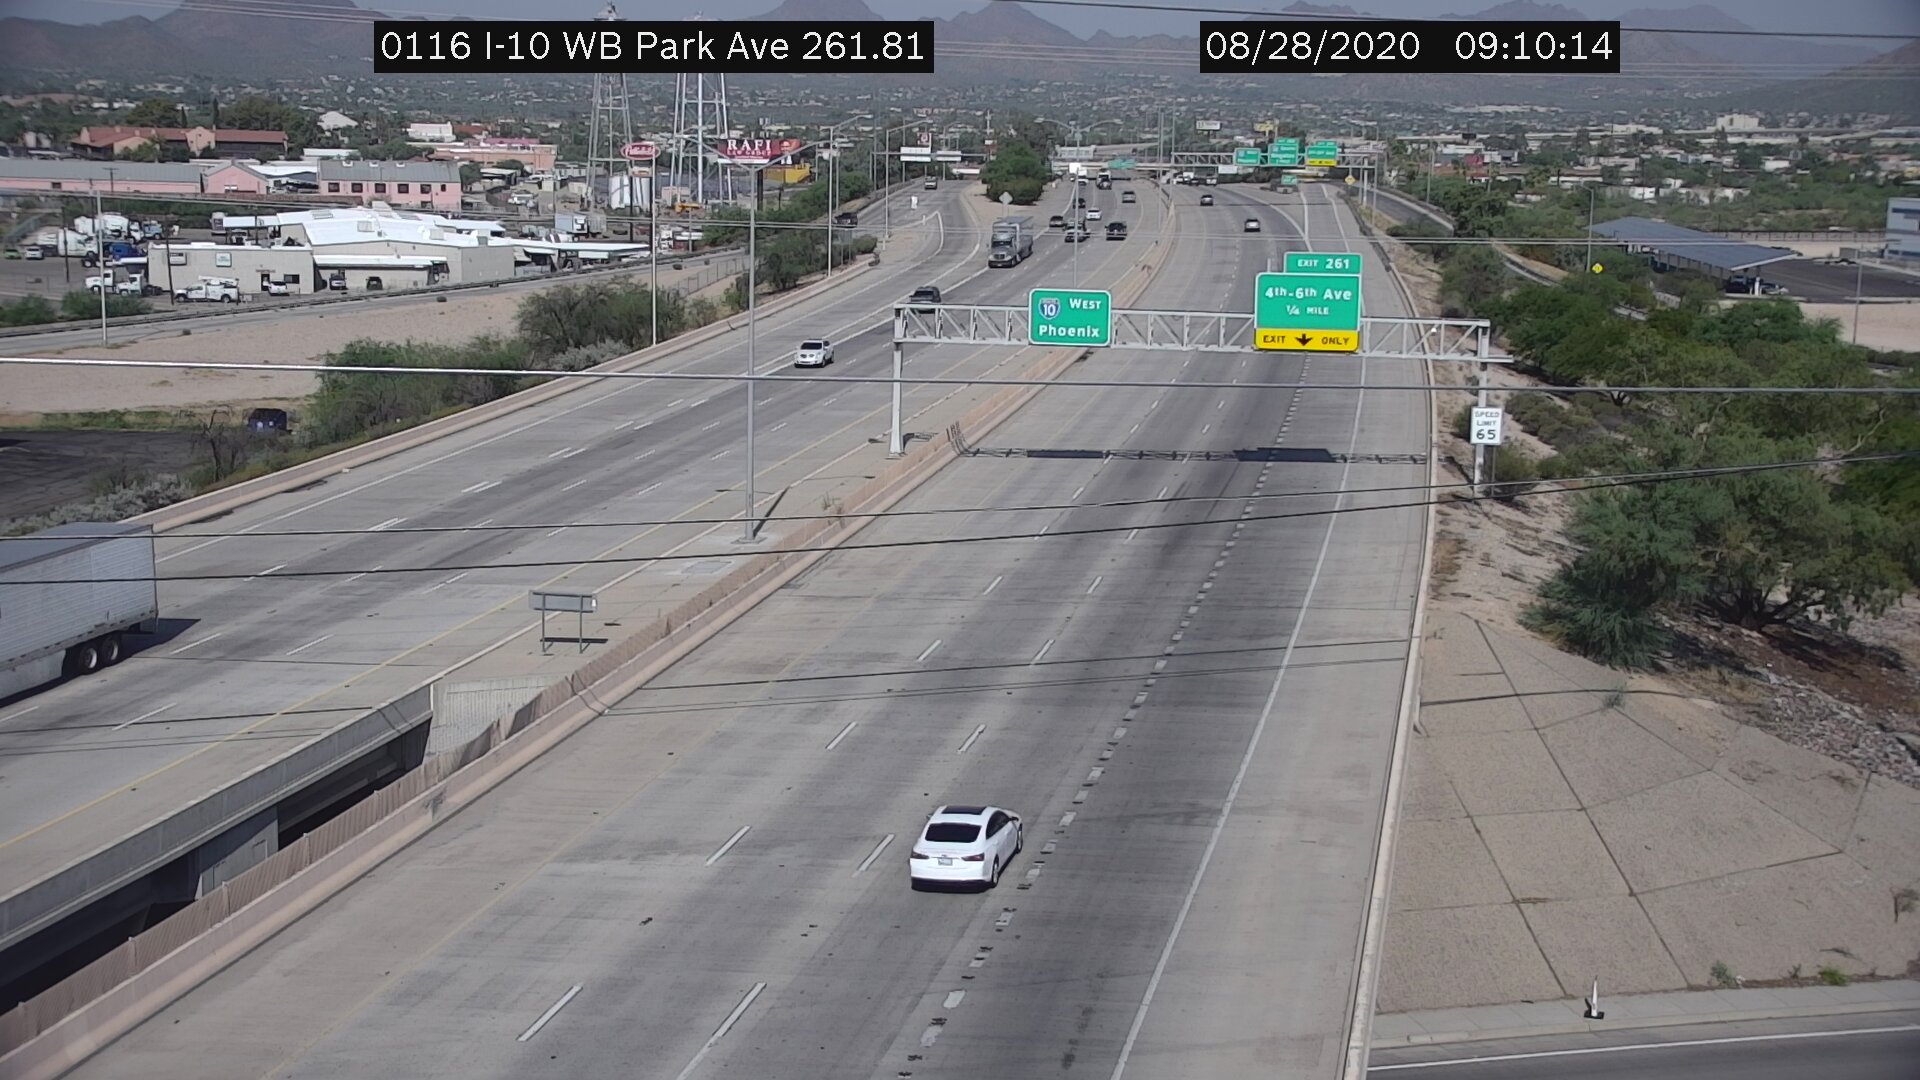 0116 I-10 WB Park Ave 261.81
08/28/2020 09:10:14
RAFI
EXIT 261
4th-6th Ave
1/4 MILE
EXIT ONLY
10 WEST
Phoenix
SPEED
LIMIT
65